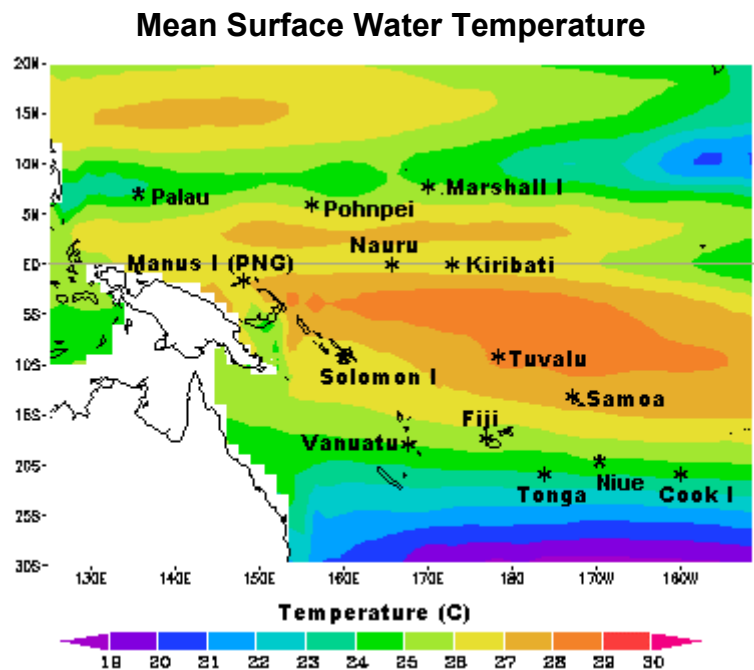 Mean Surface Water Temperature
20N
15N
10N
Marshall I
Palau
Pohnpei
5N
Nauru
Manus I (PNG)
EQ
Kiribati
5S
10S
Tuvalu
Solomon I
Samoa
15S
Fiji
Vanuatu
20S
Niue
Tonga
Cook I
25S
30S
130E 140E 150E 160E 170E 180 170W 160W
Temperature (C)
19 20 21 22 23 24 25 26 27 28 29 30